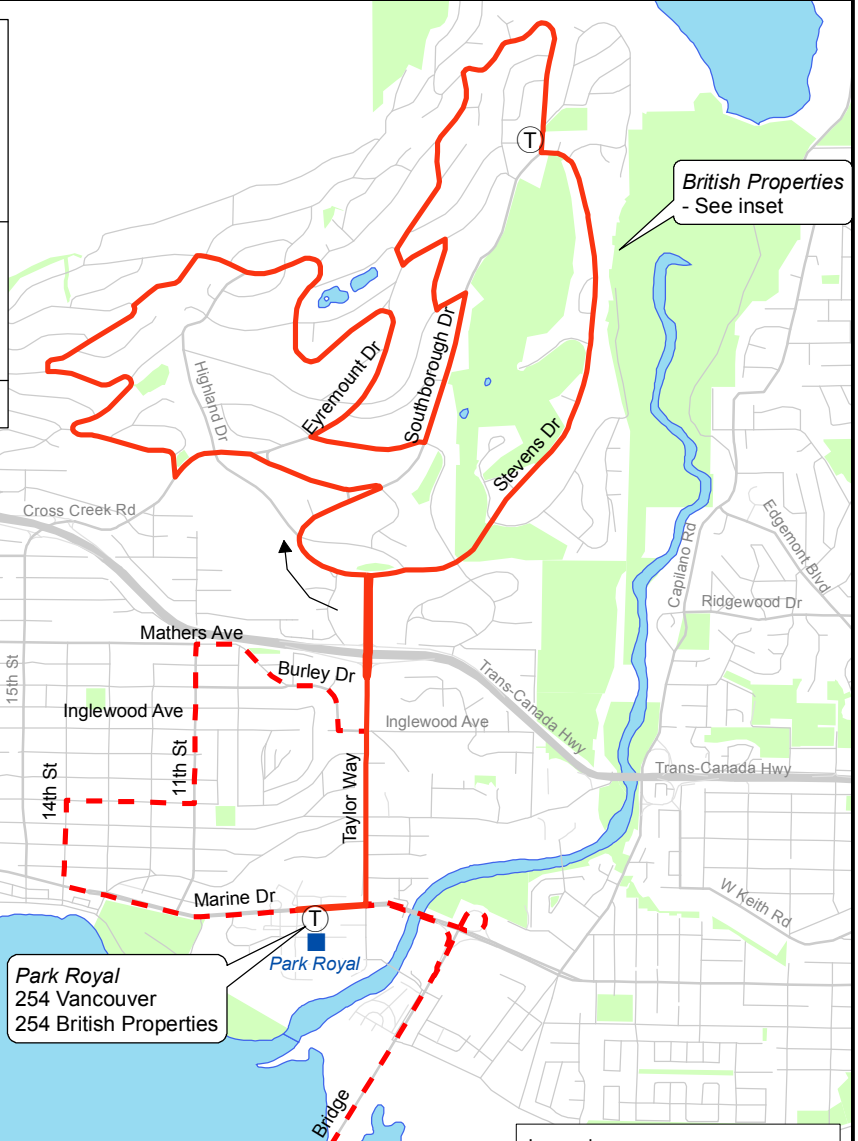 T
British Properties
- See inset
Eyremount Dr
Southborough Dr
Highland Dr
Stevens Dr
Cross Creek Rd
Capilano Rd
Edgemont Blvd
Ridgewood Dr
Mathers Ave
Burley Dr
15th St
Inglewood Ave
Inglewood Ave
Trans-Canada Hwy
Trans-Canada Hwy
14th St
11th St
Taylor Way
Marine Dr
W Keith Rd
T
Park Royal
Park Royal
254 Vancouver
254 British Properties
Bridge